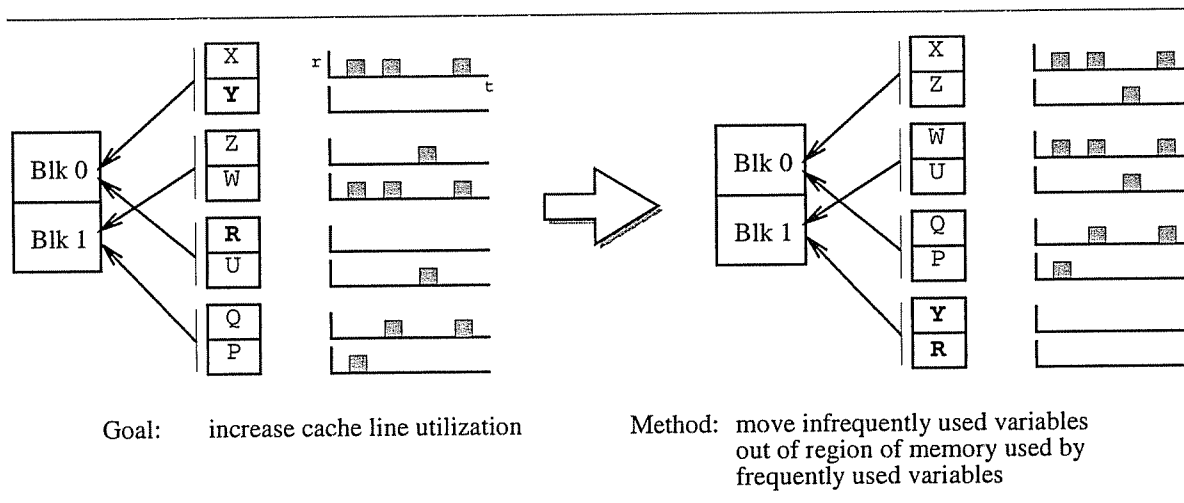 X
Y
Z
W
R
U
Q
P
r
t
Blk 0
Blk 1
X
Z
W
U
Q
P
Y
R
Blk 0
Blk 1
Goal: increase cache line utilization
Method: move infrequently used variables
out of region of memory used by
frequently used variables